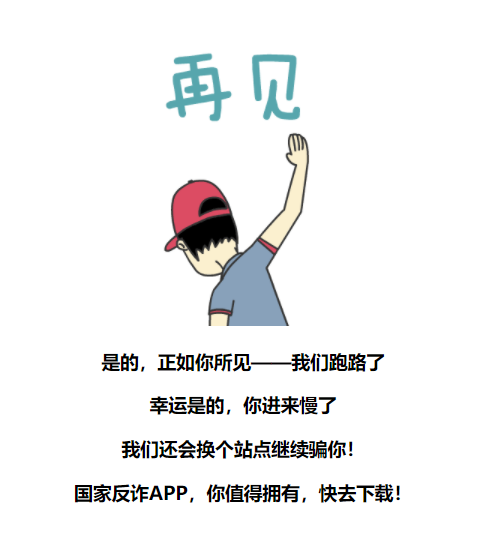 再见
是的，正如你所见——我们跑路了
幸运是的，你进来慢了
我们还会换个站点继续骗你！
国家反诈APP，你值得拥有，快去下载！